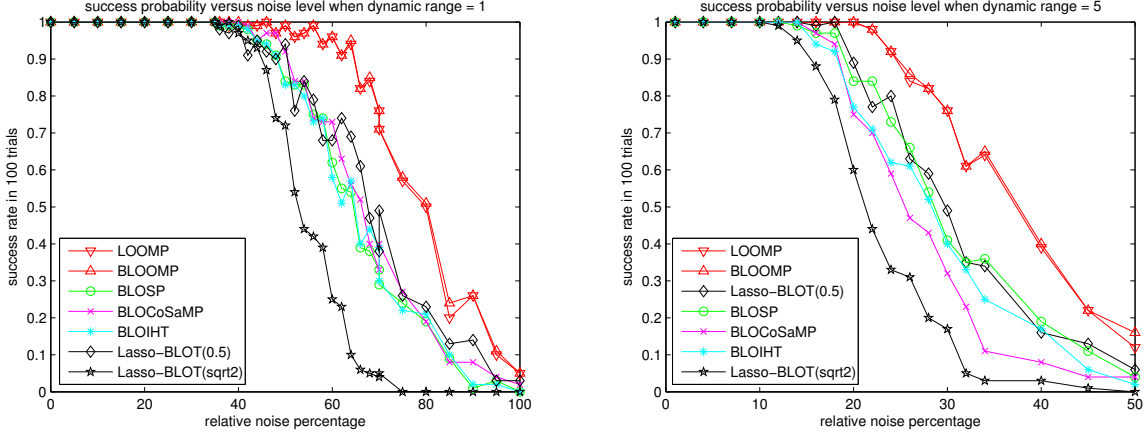 success probability versus noise level when dynamic range = 1
1
0.9
0.8
0.7
0.6
0.5
0.4
0.3
0.2
0.1
0
success rate in 100 trials
LOOMP
BLOOMP
BLOSP
BLOCoSaMP
BLOIHT
Lasso−BLOT(0.5)
Lasso−BLOT(sqrt2)
0 20 40 60 80 100
relative noise percentage
success probability versus noise level when dynamic range = 5
1
0.9
0.8
0.7
0.6
0.5
0.4
0.3
0.2
0.1
0
success rate in 100 trials
LOOMP
BLOOMP
Lasso−BLOT(0.5)
BLOSP
BLOCoSaMP
BLOIHT
Lasso−BLOT(sqrt2)
0 10 20 30 40 50
relative noise percentage